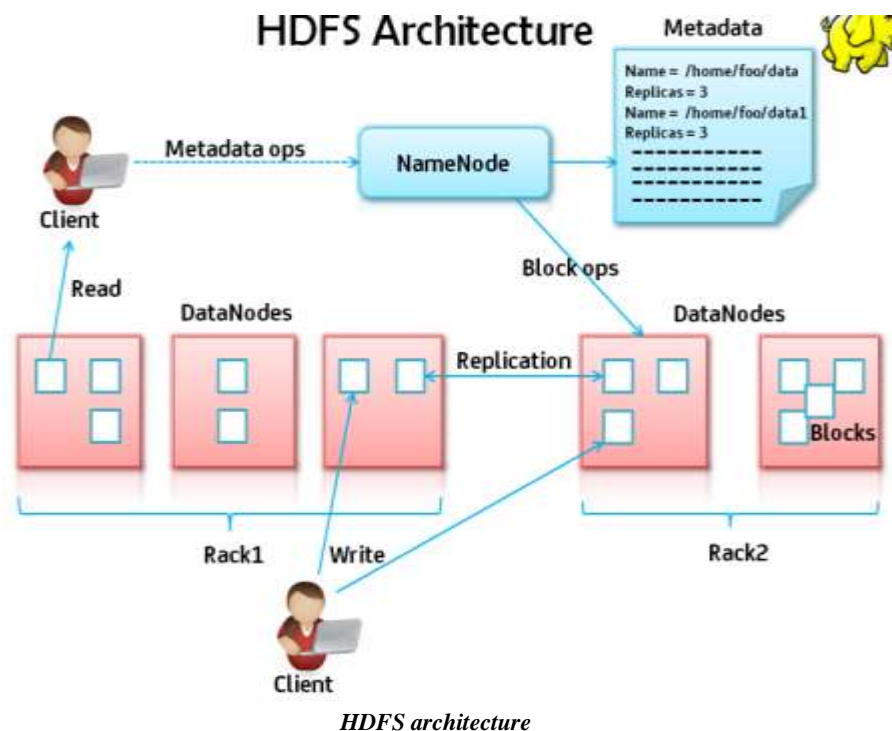 HDFS Architecture
Metadata
Name = /home/foo/data
Replicas = 3
Name = /home/foo/data1
Replicas = 3
Metadata ops
NameNode
Client
Block ops
Read
DataNodes
DataNodes
Replication
Blocks
Rack1
Write
Rack2
Client
HDFS architecture